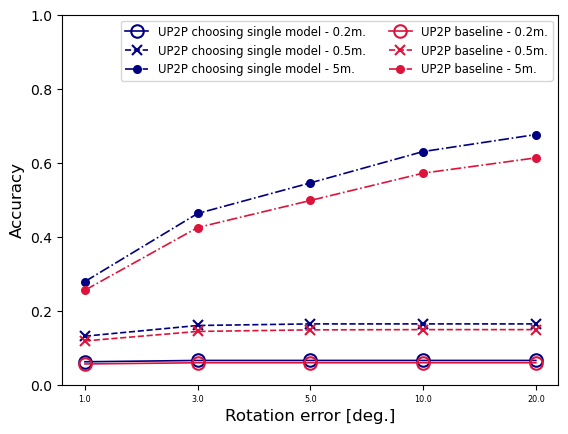 1.0
0.8
0.6
0.4
0.2
0.0
Accuracy
UP2P choosing single model - 0.2m.
UP2P choosing single model - 0.5m.
UP2P choosing single model - 5m.
UP2P baseline - 0.2m.
UP2P baseline - 0.5m.
UP2P baseline - 5m.
1.0 3.0 5.0 10.0 20.0
Rotation error [deg.]